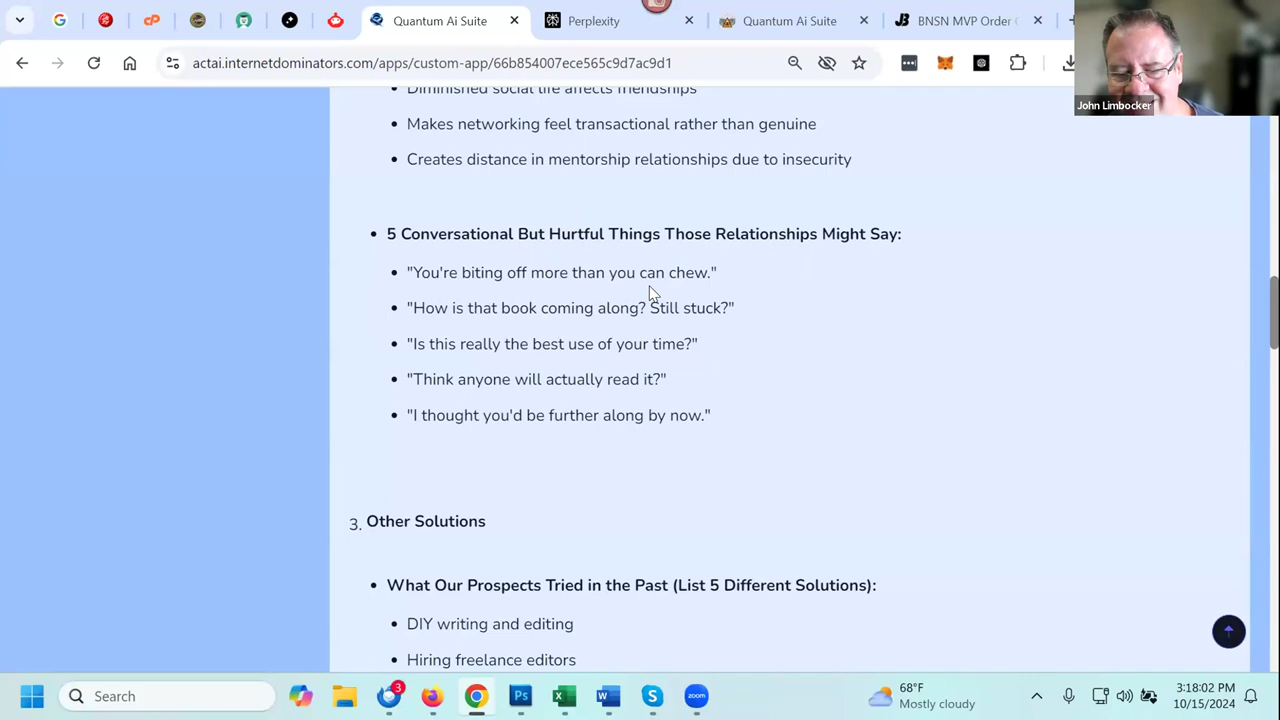 Quantum Ai Suite
Perplexity
Quantum Ai Suite
BNSN MVP Order
actai.internetdominators.com/apps/custom-app/66b854007ece565c9d7ac9d1
John Limbocker
Diminished social life affects friendships
Makes networking feel transactional rather than genuine
Creates distance in mentorship relationships due to insecurity
5 Conversational But Hurtful Things Those Relationships Might Say:
"You're biting off more than you can chew."
"How is that book coming along? Still stuck?"
"Is this really the best use of your time?"
"Think anyone will actually read it?"
"I thought you'd be further along by now."
3. Other Solutions
What Our Prospects Tried in the Past (List 5 Different Solutions):
DIY writing and editing
Hiring freelance editors
Search
3
zoom
68°F
Mostly cloudy
3:18:02 PM
10/15/2024